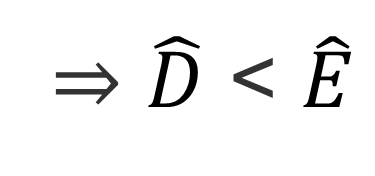 ⇒ D̂ < Ê